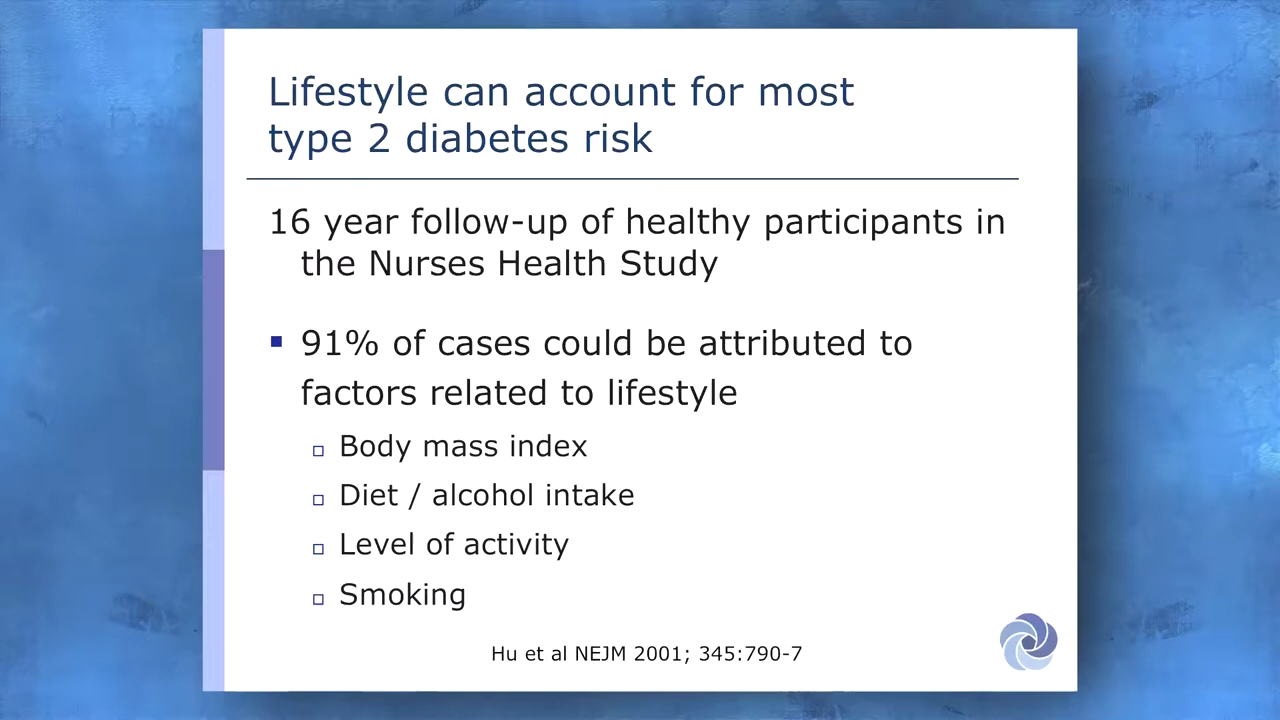 Lifestyle can account for most
type 2 diabetes risk
16 year follow-up of healthy participants in
the Nurses Health Study
91% of cases could be attributed to
factors related to lifestyle
Body mass index
Diet / alcohol intake
Level of activity
Smoking
Hu et al NEJM 2001; 345:790-7